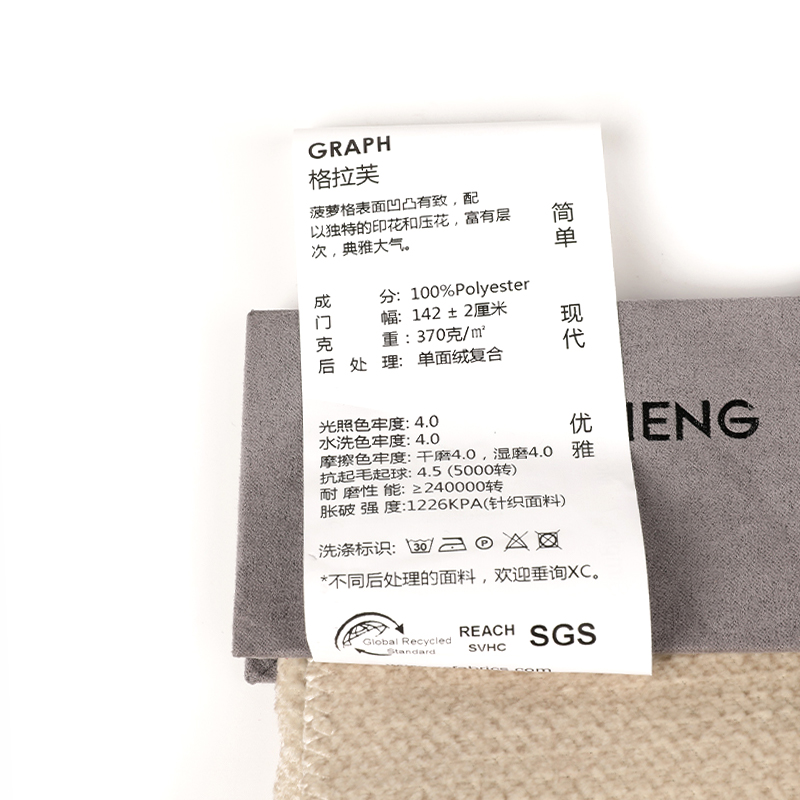 GRAPH
格拉芙
菠萝格表面凹凸有致，配
以独特的印花和压花，富有层
次，典雅大气。
简单
成 分: 100%Polyester
门 幅: 142 ± 2厘米
克 重: 370克/㎡
后 处 理: 单面绒复合
现代
光照色牢度: 4.0
水洗色牢度: 4.0
摩擦色牢度: 干磨4.0，湿磨4.0
抗起毛起球: 4.5 (5000转)
耐 磨性 能: ≥240000转
胀破 强 度:1226KPA(针织面料)
优雅
洗涤标识: 30 P
*不同后处理的面料，欢迎垂询XC。
Global Recycled
Standard
REACH
SVHC
SGS
ENG